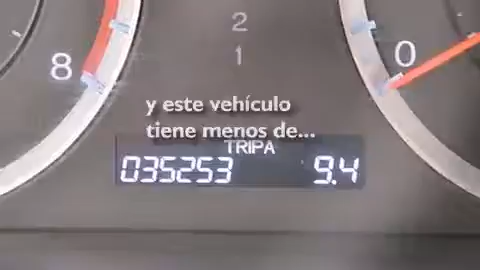 2
8
1
0
y este vehículo
tiene menos de...
TRIPA
035253 9.4